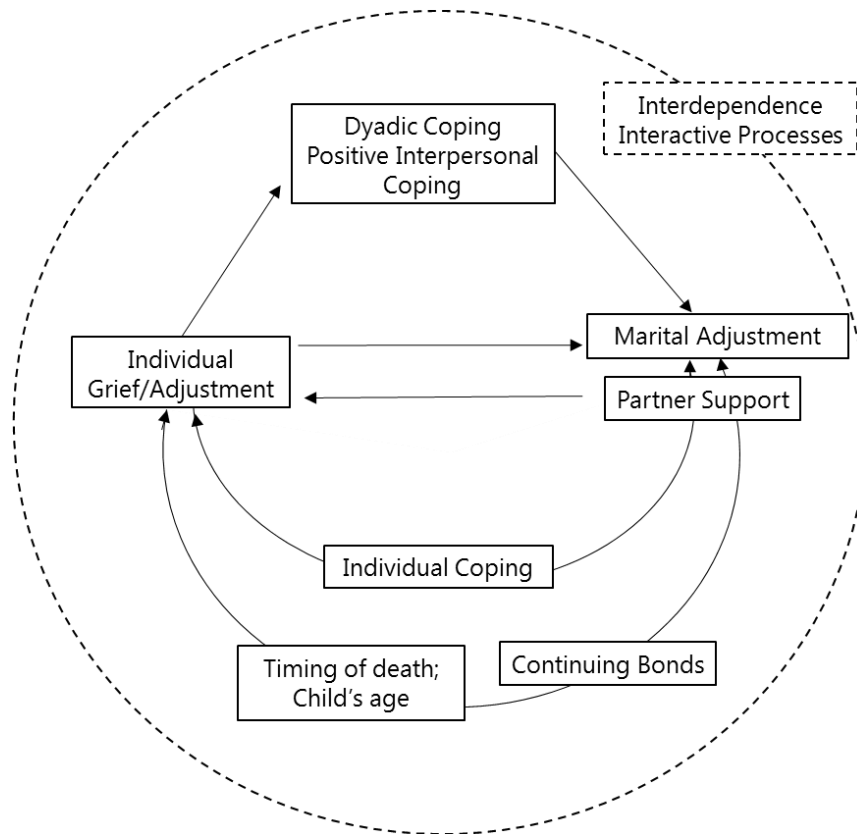 Interdependence
Interactive Processes
Dyadic Coping
Positive Interpersonal
Coping
Marital Adjustment
Individual
Grief/Adjustment
Partner Support
Individual Coping
Continuing Bonds
Timing of death;
Child's age